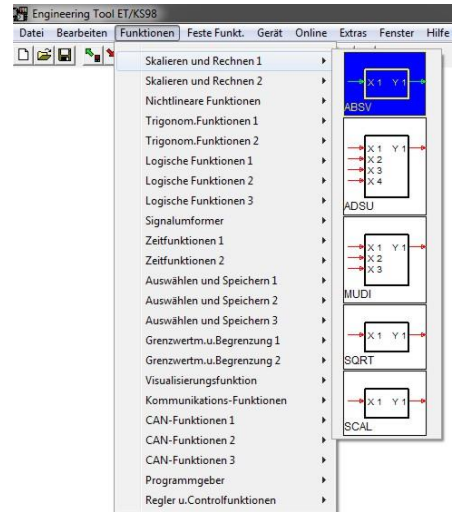 Engineering Tool ET/KS98
Datei Bearbeiten Funktionen Feste Funkt. Gerät Online Extras Fenster Hilfe
Skalieren und Rechnen 1
Skalieren und Rechnen 2
Nichtlineare Funktionen
Trigonom.Funktionen 1
Trigonom.Funktionen 2
Logische Funktionen 1
Logische Funktionen 2
Logische Funktionen 3
Signalumformer
Zeitfunktionen 1
Zeitfunktionen 2
Auswählen und Speichern 1
Auswählen und Speichern 2
Auswählen und Speichern 3
Grenzwertm.u.Begrenzung 1
Grenzwertm.u.Begrenzung 2
Visualisierungsfunktion
Kommunikations-Funktionen
CAN-Funktionen 1
CAN-Funktionen 2
CAN-Funktionen 3
Programmgeber
Regler u.Controlfunktionen
X 1 Y 1
ABSV
X 1 Y 1
X 2
X 3
X 4
ADSU
X 1 Y 1
X 2
X 3
MUDI
X 1 Y 1
SQRT
X 1 Y 1
SCAL